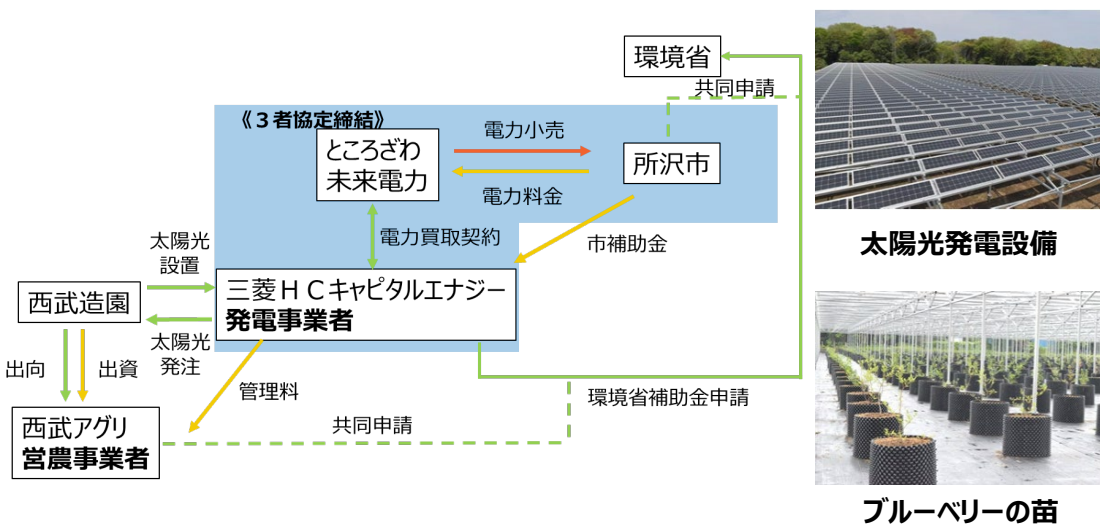 環境省
共同申請
《３者協定締結》
ところざわ
未来電力
電力小売
電力料金
所沢市
電力買取契約
市補助金
太陽光
設置
西武造園
三菱ＨＣキャピタルエナジー
発電事業者
太陽光
発注
出向
出資
管理料
環境省補助金申請
西武アグリ
営農事業者
共同申請
太陽光発電設備
ブルーベリーの苗